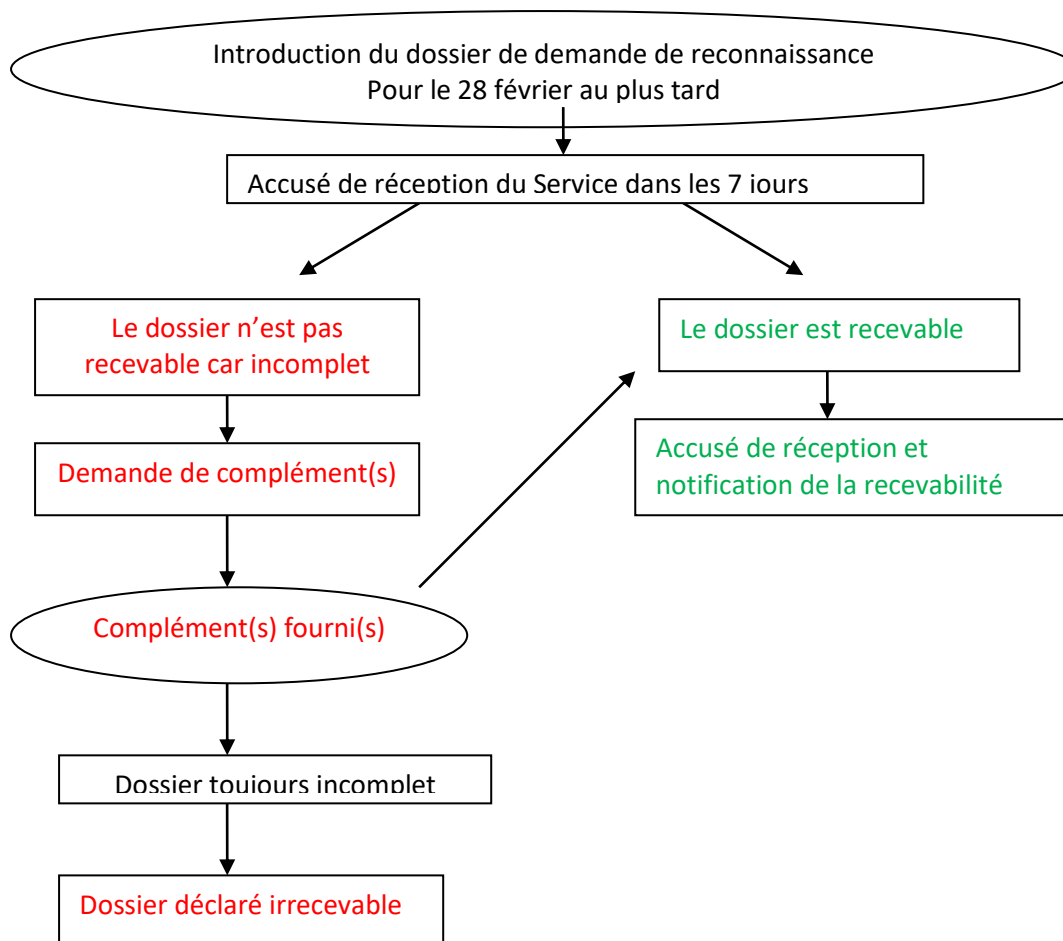 Introduction du dossier de demande de reconnaissance
Pour le 28 février au plus tard
Accusé de réception du Service dans les 7 jours
Le dossier n’est pas
recevable car incomplet
Le dossier est recevable
Demande de complément(s)
Accusé de réception et
notification de la recevabilité
Complément(s) fourni(s)
Dossier toujours incomplet
Dossier déclaré irrecevable